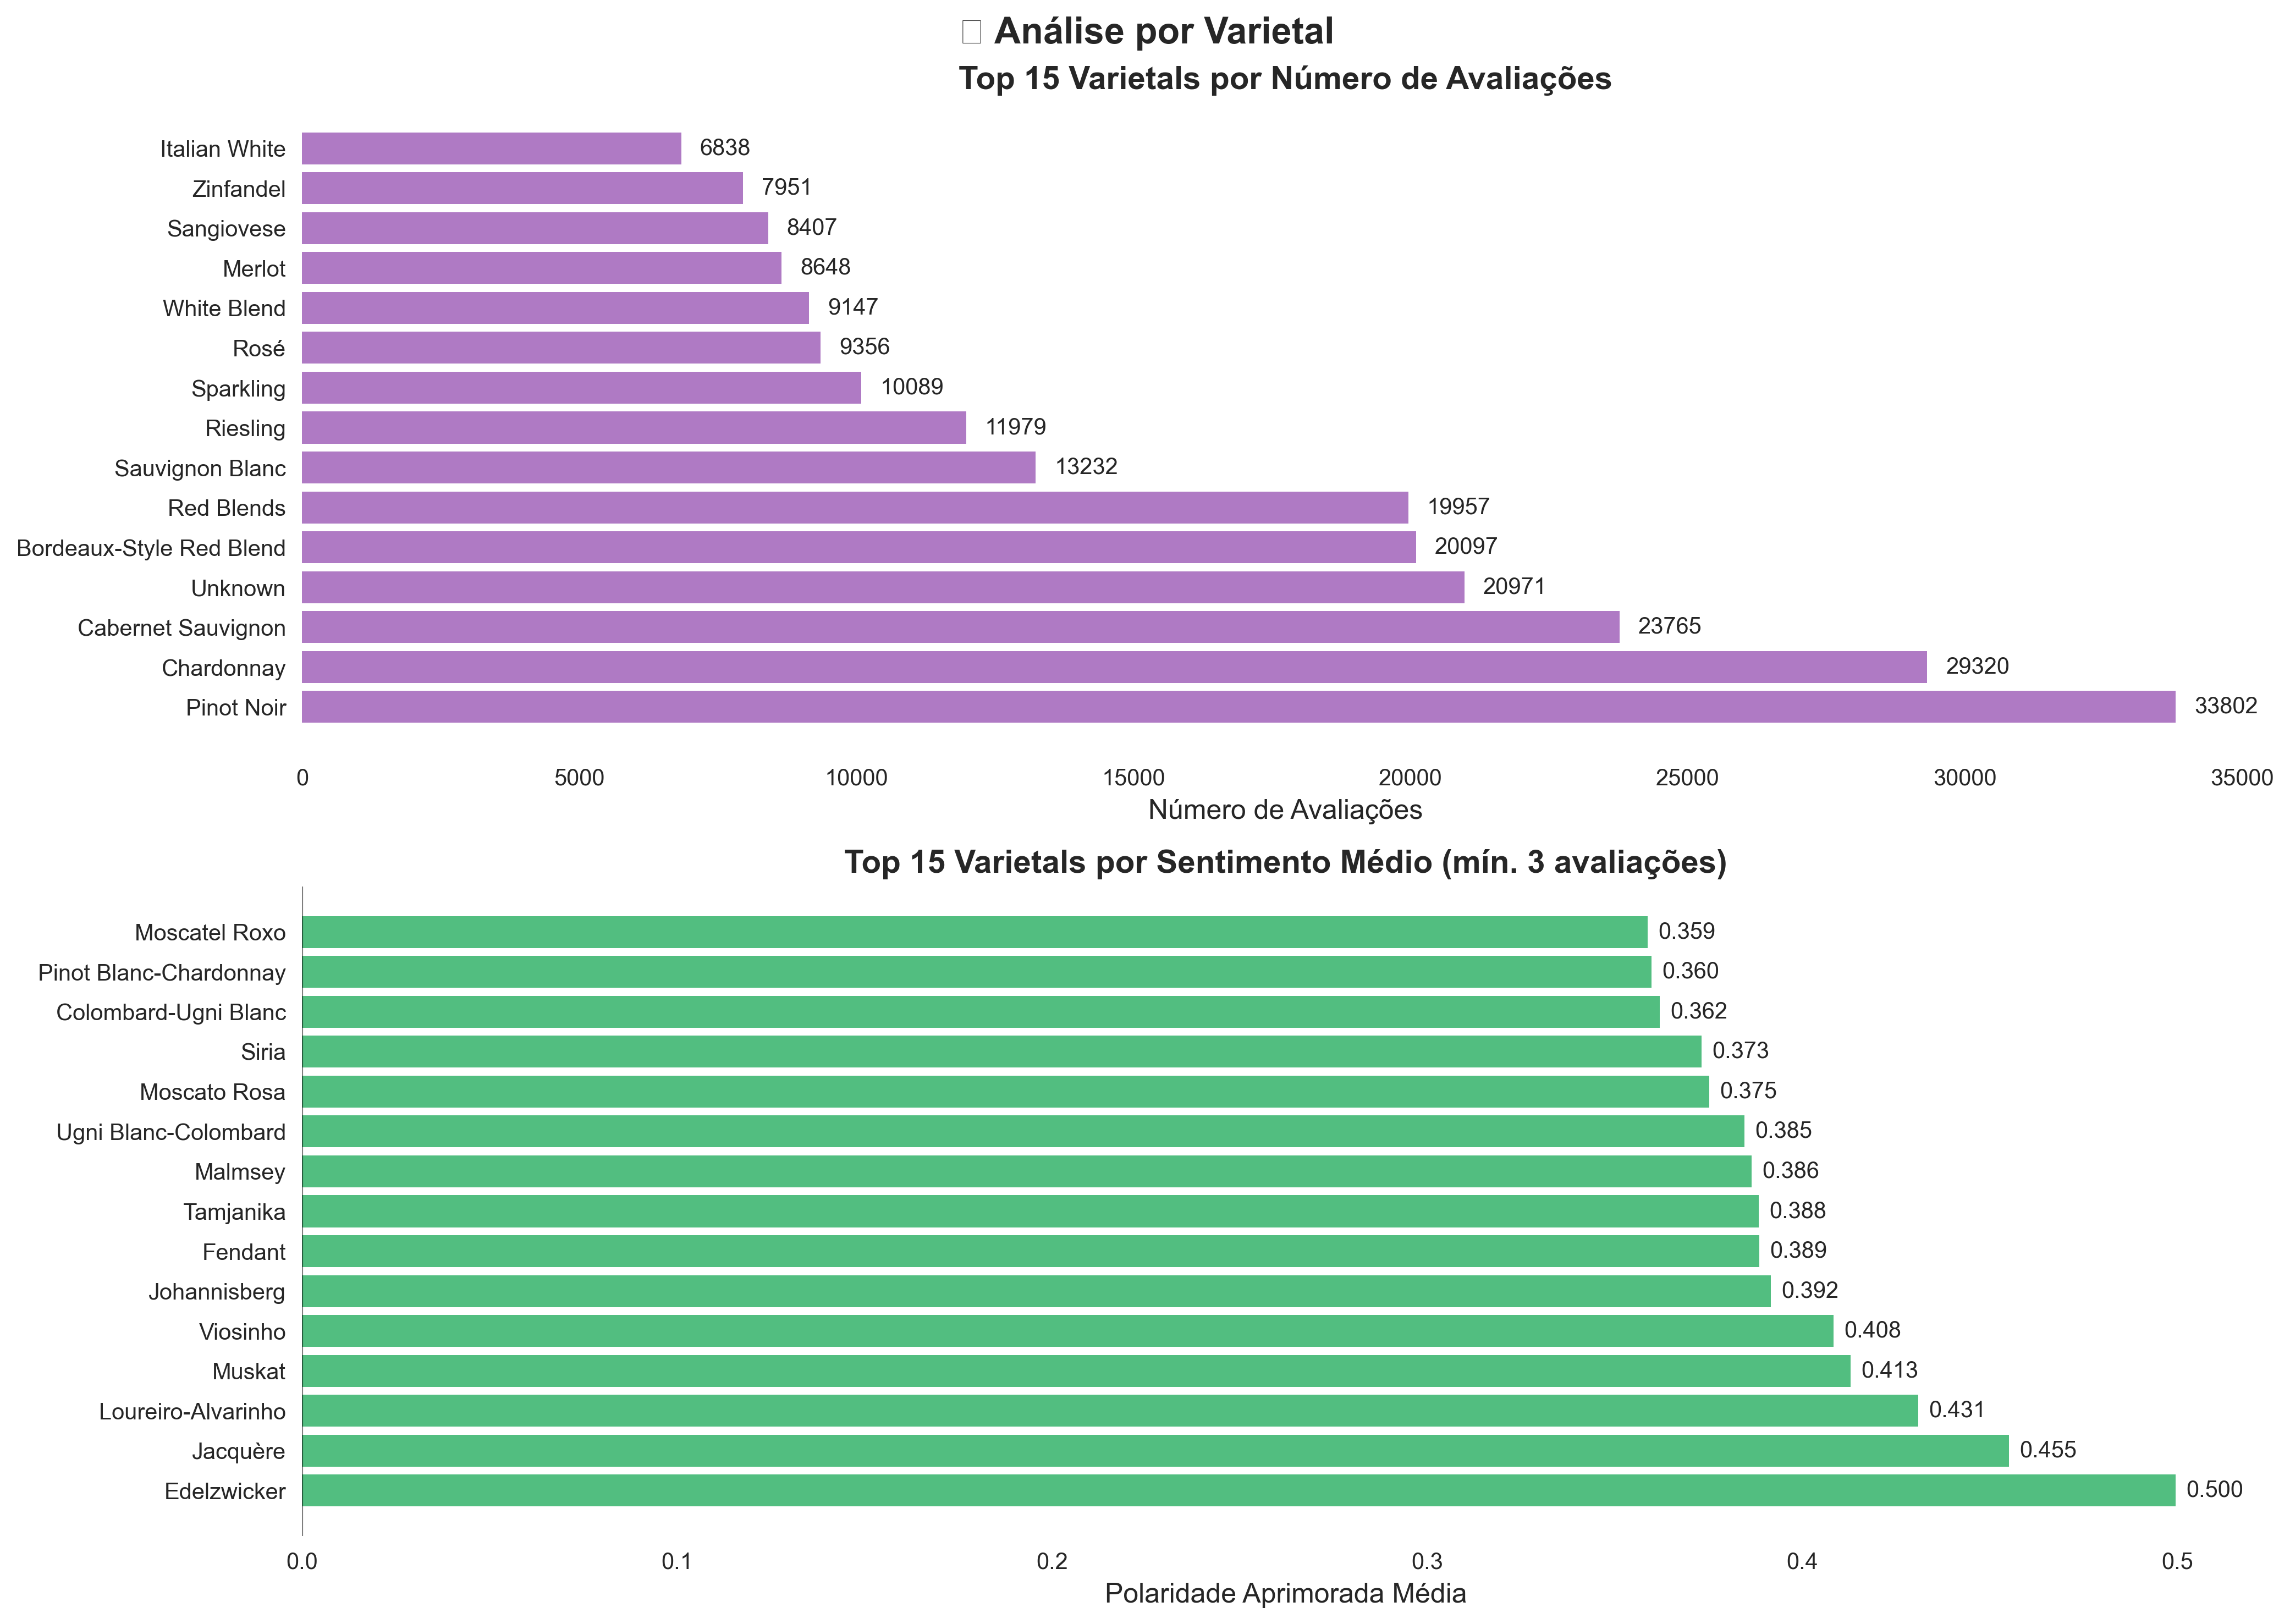 Análise por Varietal
Top 15 Varietals por Número de Avaliações
Italian White 6838
Zinfandel 7951
Sangiovese 8407
Merlot 8648
White Blend 9147
Rosé 9356
Sparkling 10089
Riesling 11979
Sauvignon Blanc 13232
Red Blends 19957
Bordeaux-Style Red Blend 20097
Unknown 20971
Cabernet Sauvignon 23765
Chardonnay 29320
Pinot Noir 33802
0 5000 10000 15000 20000 25000 30000 35000
Número de Avaliações
Top 15 Varietals por Sentimento Médio (mín. 3 avaliações)
Moscatel Roxo 0.359
Pinot Blanc-Chardonnay 0.360
Colombard-Ugni Blanc 0.362
Siria 0.373
Moscato Rosa 0.375
Ugni Blanc-Colombard 0.385
Malmsey 0.386
Tamjanika 0.388
Fendant 0.389
Johannisberg 0.392
Viosinho 0.408
Muskat 0.413
Loureiro-Alvarinho 0.431
Jacquère 0.455
Edelzwicker 0.500
0.0 0.1 0.2 0.3 0.4 0.5
Polaridade Aprimorada Média